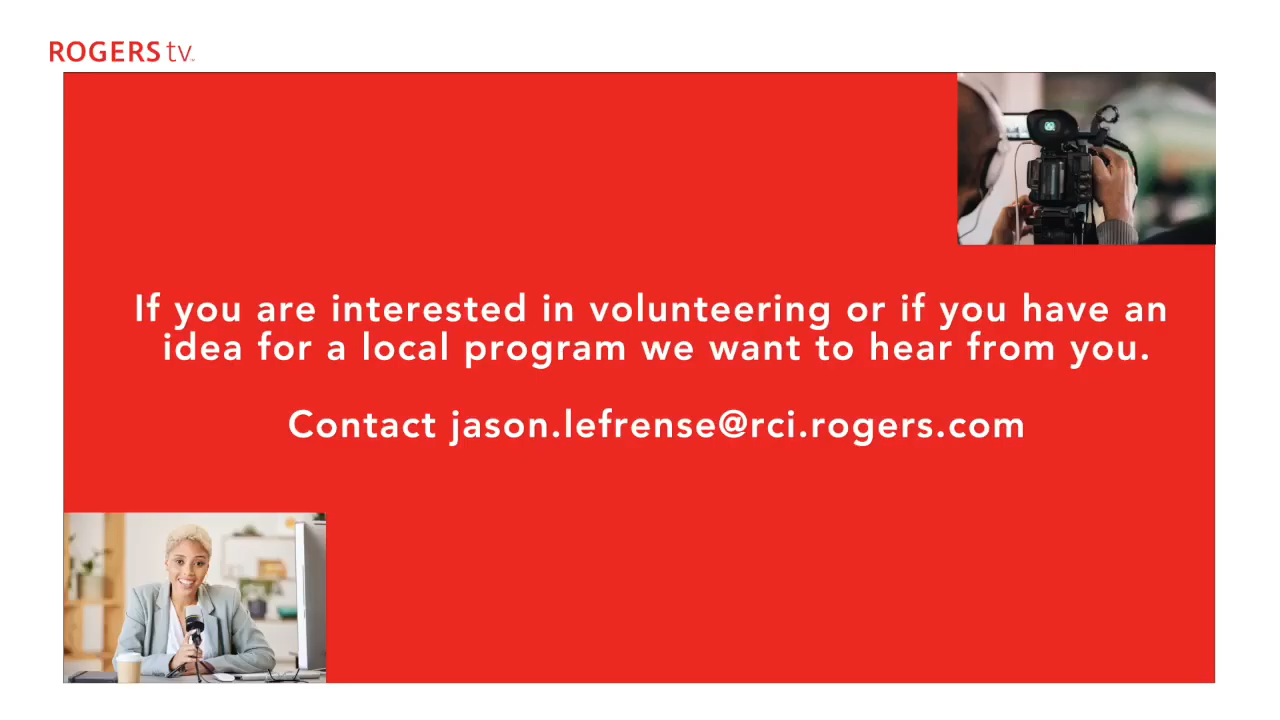 ROGERS tv™
If you are interested in volunteering or if you have an
idea for a local program we want to hear from you.
Contact jason.lefrense@rci.rogers.com